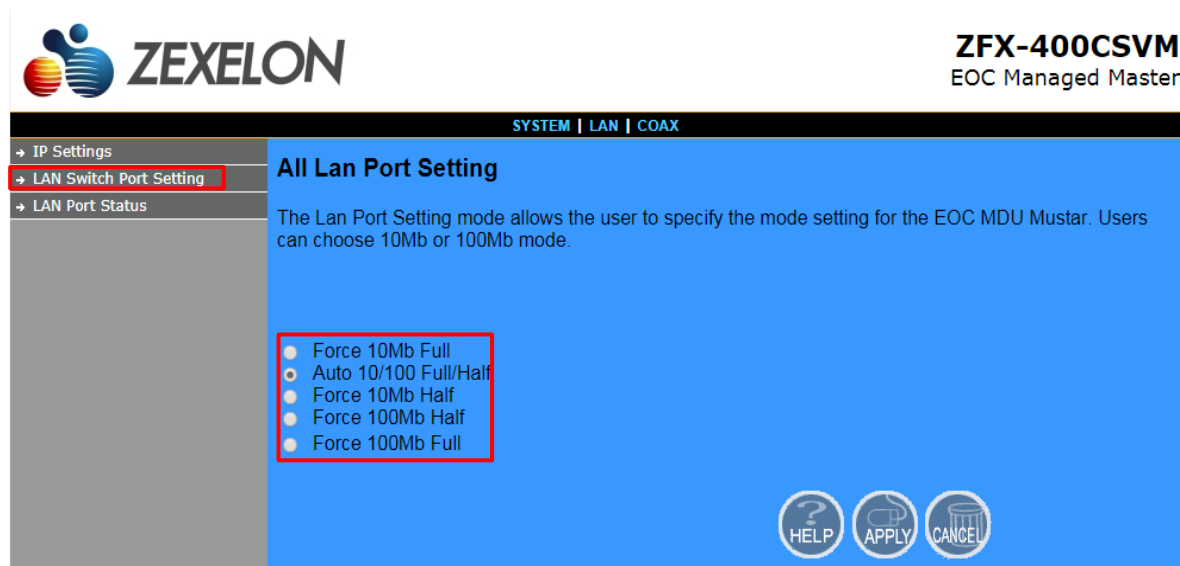 ZEXELON
ZFX-400CSVM
EOC Managed Master
SYSTEM | LAN | COAX
→ IP Settings
→ LAN Switch Port Setting
→ LAN Port Status
All Lan Port Setting
The Lan Port Setting mode allows the user to specify the mode setting for the EOC MDU Mustar. Users
can choose 10Mb or 100Mb mode.
Force 10Mb Full
Auto 10/100 Full/Half
Force 10Mb Half
Force 100Mb Half
Force 100Mb Full
? HELP
APPLY
CANCEL